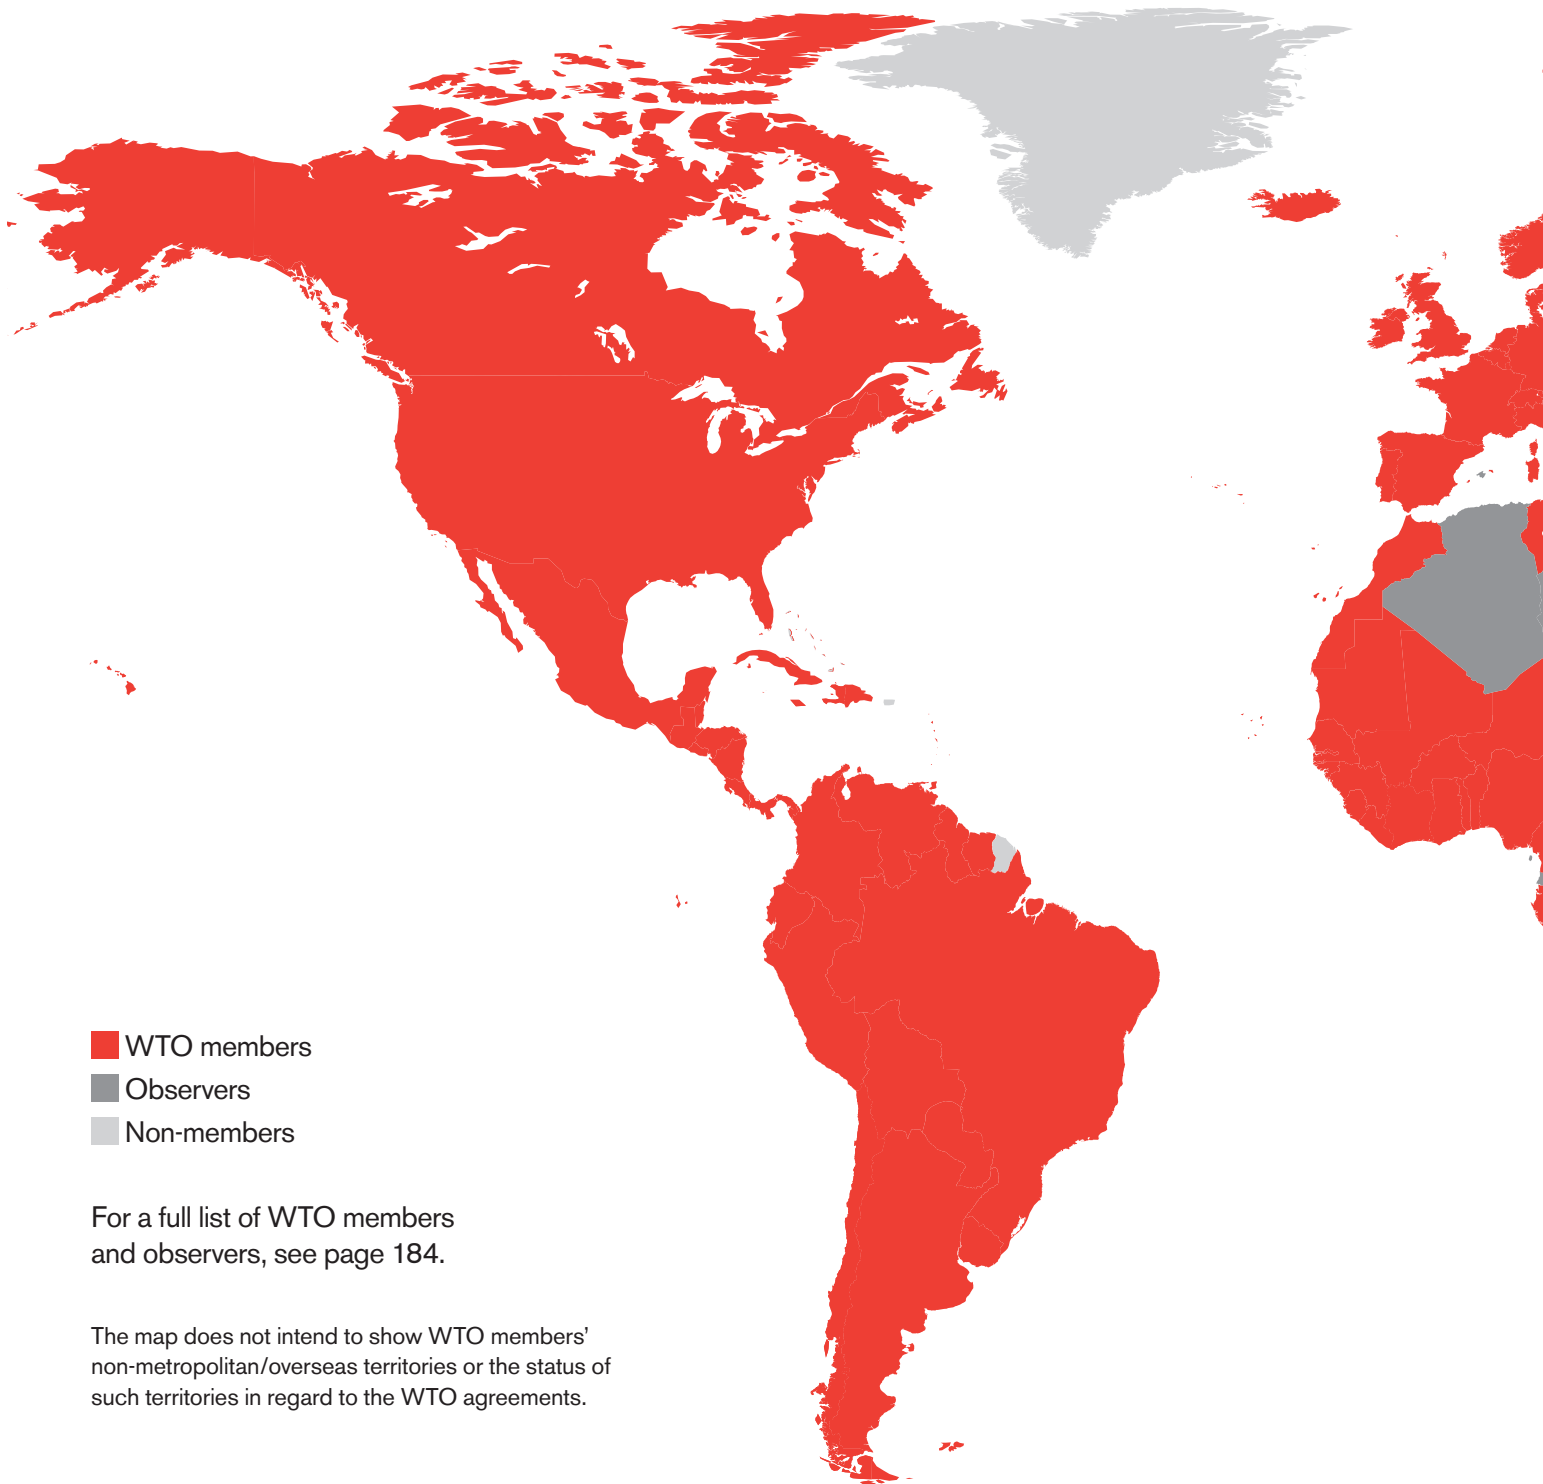 WTO members
Observers
Non-members
For a full list of WTO members
and observers, see page 184.
The map does not intend to show WTO members’
non-metropolitan/overseas territories or the status of
such territories in regard to the WTO agreements.